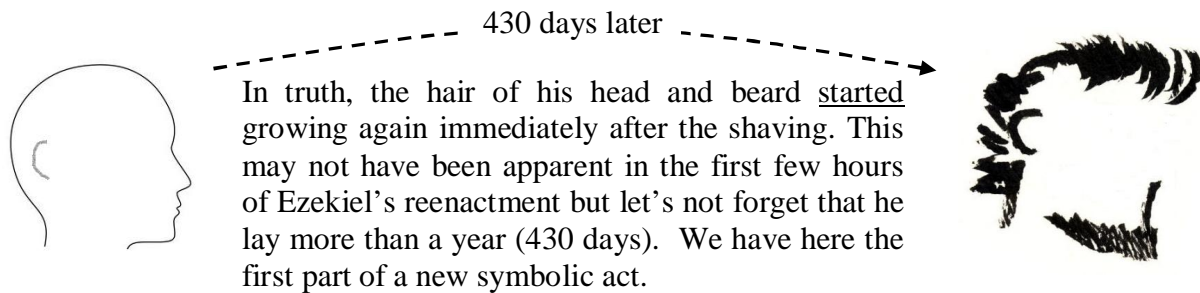 430 days later
In truth, the hair of his head and beard started
growing again immediately after the shaving. This
may not have been apparent in the first few hours
of Ezekiel’s reenactment but let’s not forget that he
lay more than a year (430 days).  We have here the
first part of a new symbolic act.